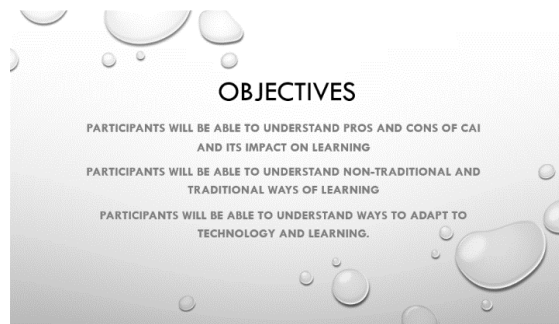 OBJECTIVES
PARTICIPANTS WILL BE ABLE TO UNDERSTAND PROS AND CONS OF CAI
AND ITS IMPACT ON LEARNING
PARTICIPANTS WILL BE ABLE TO UNDERSTAND NON-TRADITIONAL AND
TRADITIONAL WAYS OF LEARNING
PARTICIPANTS WILL BE ABLE TO UNDERSTAND WAYS TO ADAPT TO
TECHNOLOGY AND LEARNING.